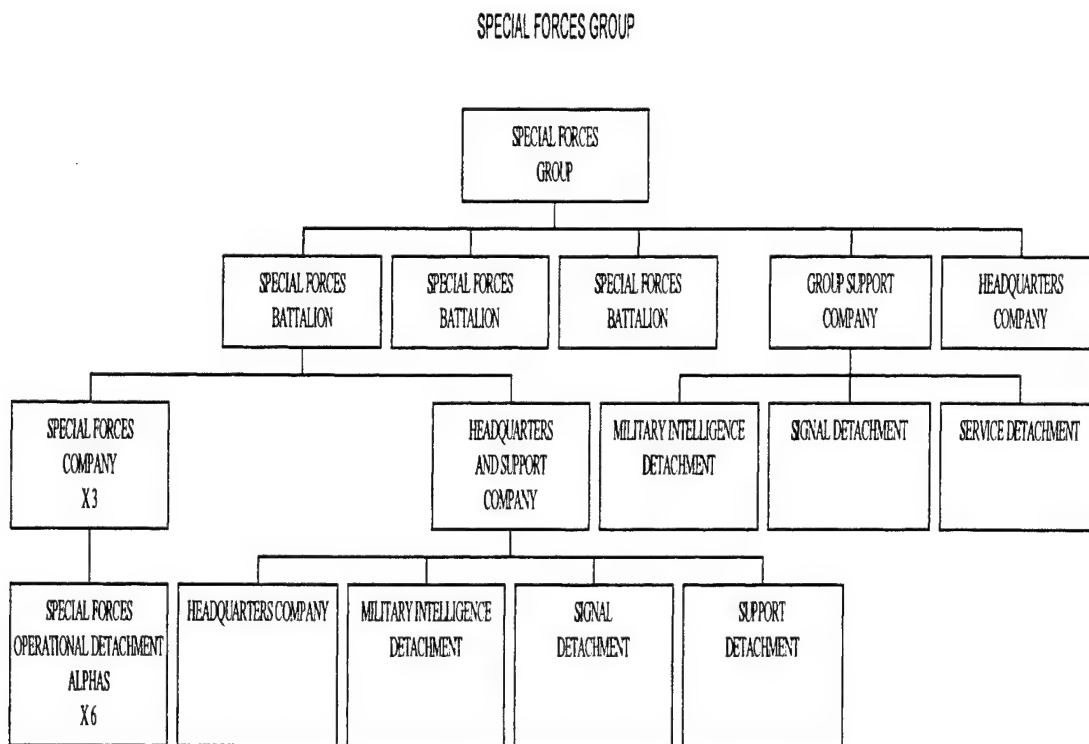 SPECIAL FORCES GROUP
SPECIAL FORCES
GROUP
SPECIAL FORCES
BATTALION
SPECIAL FORCES
BATTALION
SPECIAL FORCES
BATTALION
GROUP SUPPORT
COMPANY
HEADQUARTERS
COMPANY
SPECIAL FORCES
COMPANY
X 3
HEADQUARTERS
AND SUPPORT
COMPANY
MILITARY INTELLIGENCE
DETACHMENT
SIGNAL DETACHMENT
SERVICE DETACHMENT
SPECIAL FORCES
OPERATIONAL DETACHMENT
ALPHAS
X 6
HEADQUARTERS COMPANY
MILITARY INTELLIGENCE
DETACHMENT
SIGNAL
DETACHMENT
SUPPORT
DETACHMENT